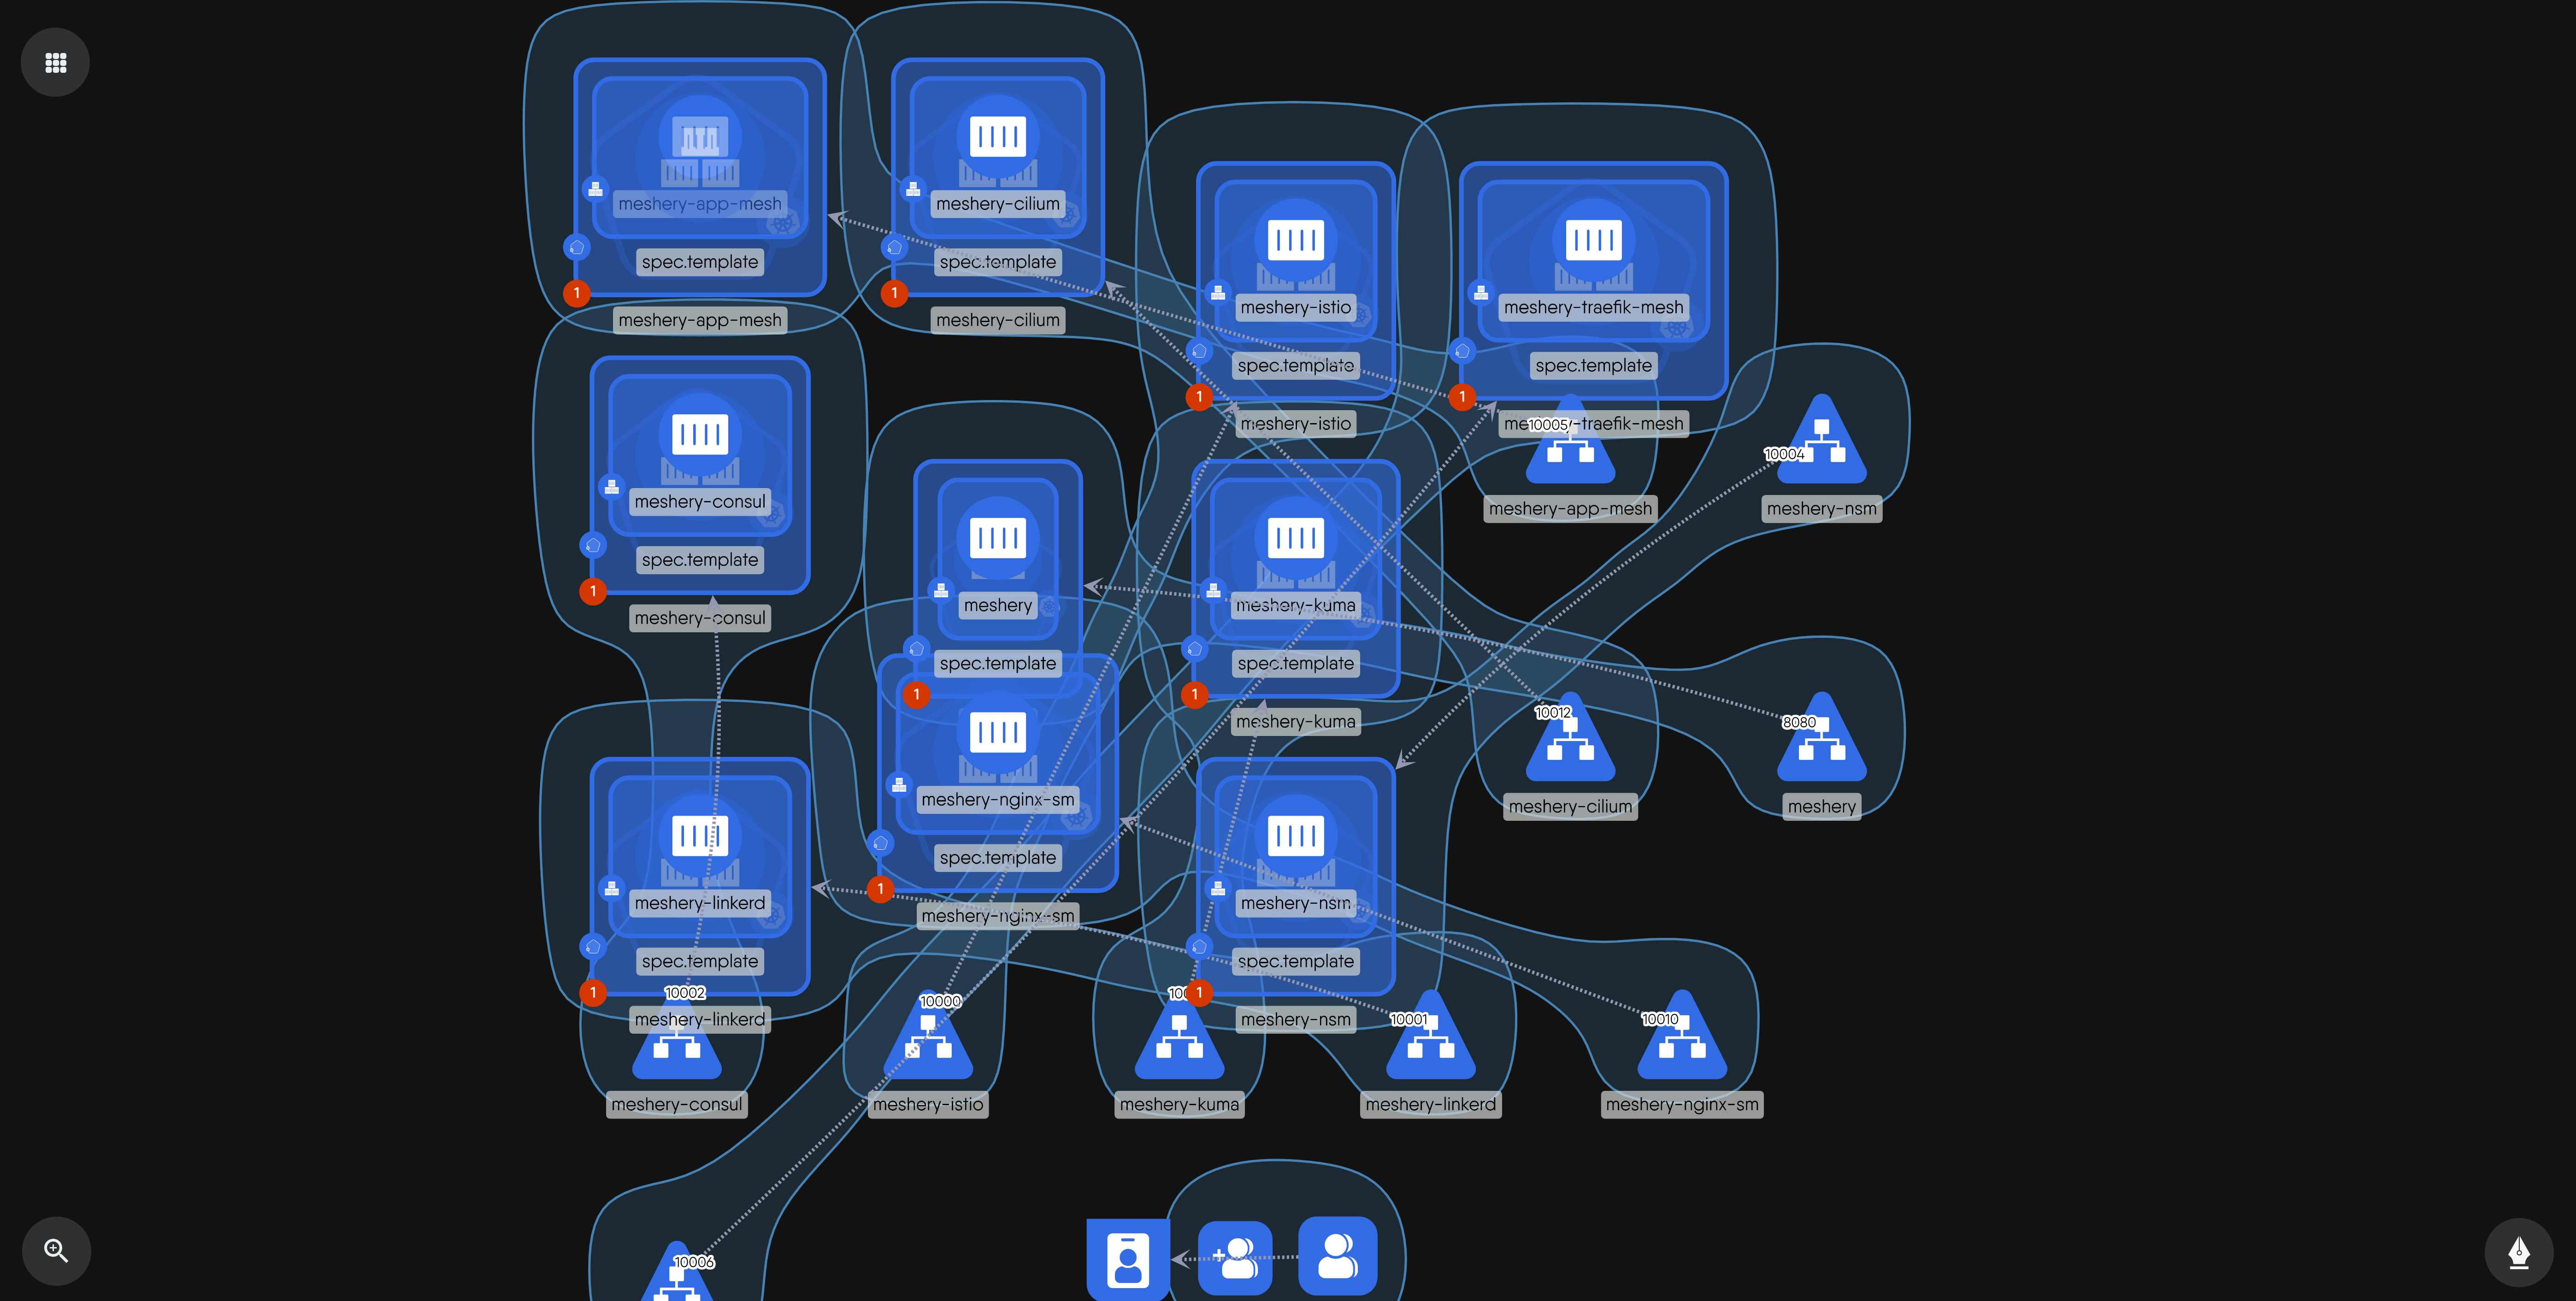 meshery-app-mesh
spec.template
1
meshery-app-mesh
meshery-cilium
spec.template
1
meshery-cilium
meshery-istio
spec.template
1
meshery-istio
meshery-traefik-mesh
spec.template
1
10005
-traefik-mesh
meshery-app-mesh
10004
meshery-nsm
meshery-consul
spec.template
1
meshery-consul
meshery
spec.template
1
meshery-kuma
spec.template
1
meshery-kuma
10012
meshery-cilium
8080
meshery
meshery-nginx-sm
spec.template
1
meshery-nginx-sm
meshery-linkerd
spec.template
1
meshery-linkerd
meshery-nsm
spec.template
1
meshery-nsm
10002
meshery-consul
10000
meshery-istio
meshery-kuma
10001
meshery-linkerd
10010
meshery-nginx-sm
10006